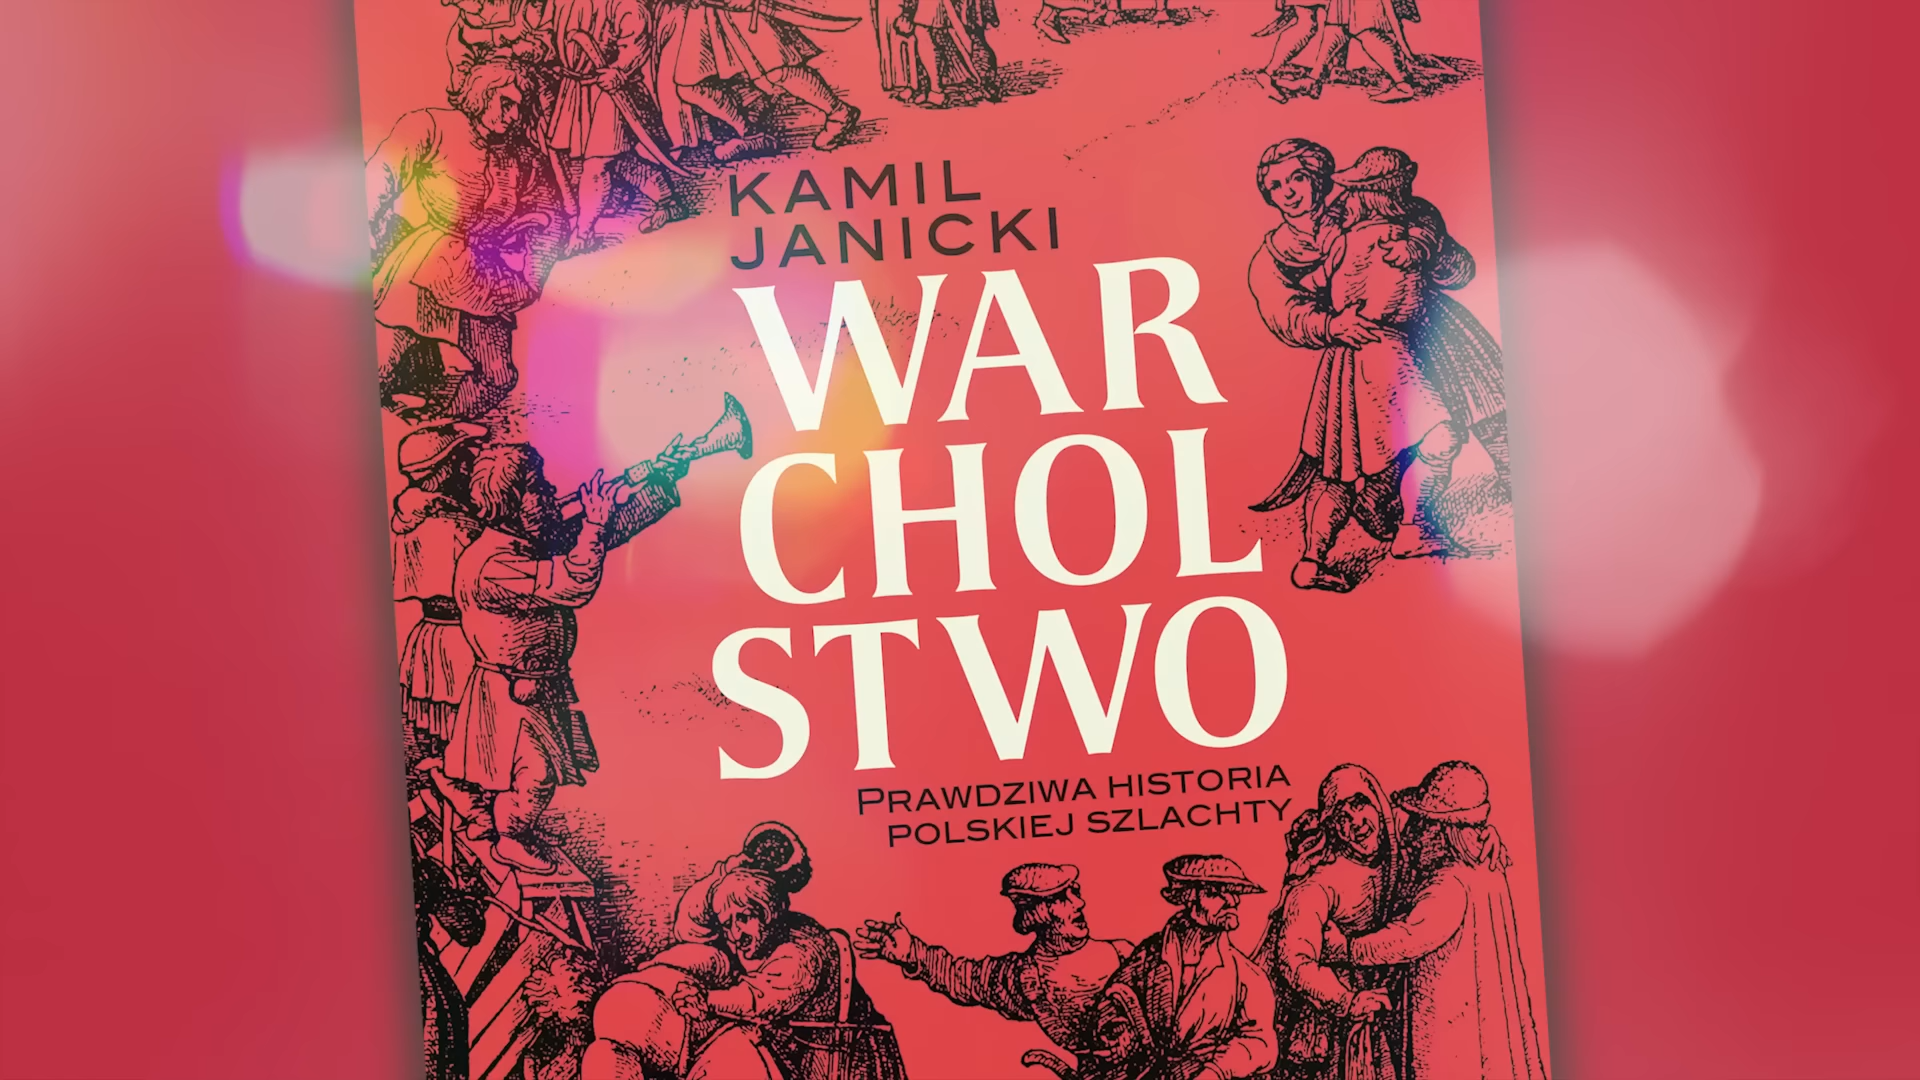 KAMIL
JANICKI
WAR
CHOL
STWO
PRAWDZIWA HISTORIA
POLSKIEJ SZLACHTY